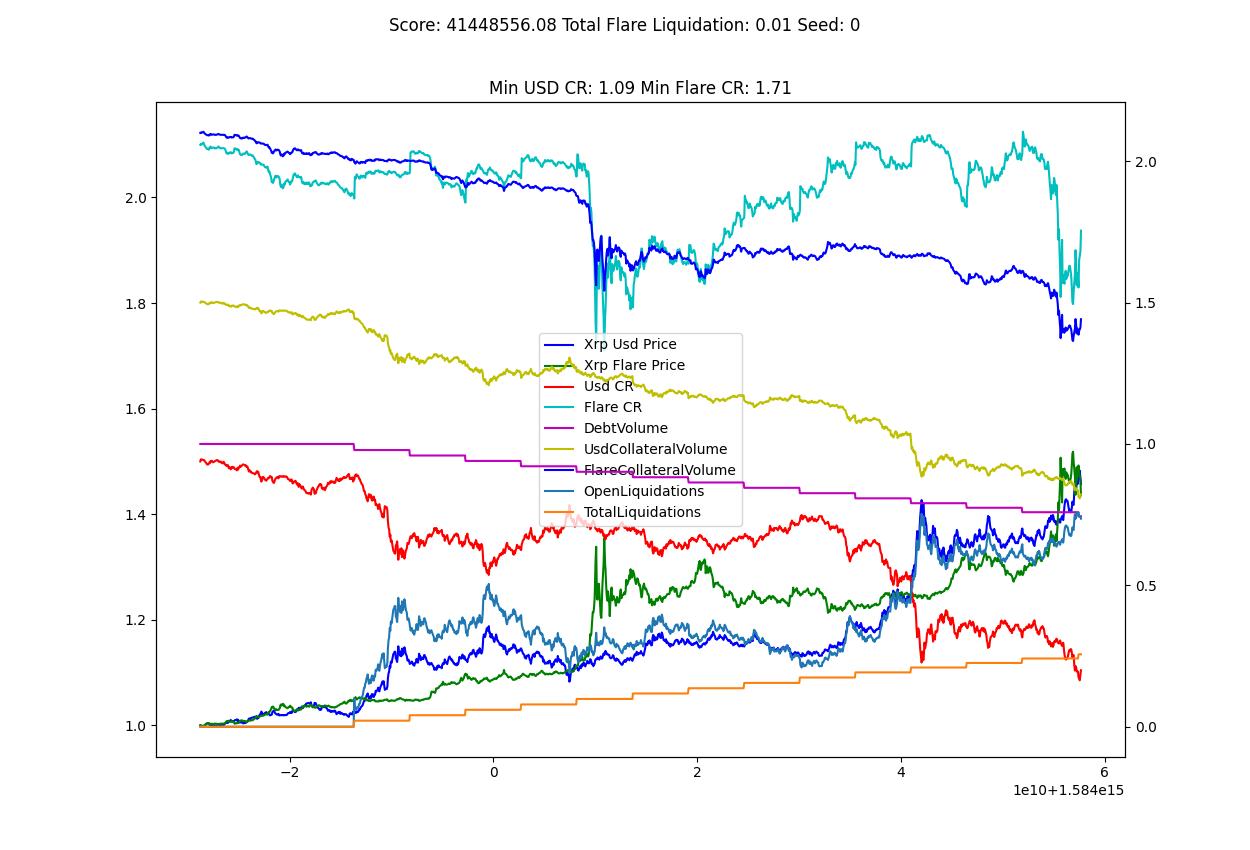 Score: 41448556.08 Total Flare Liquidation: 0.01 Seed: 0
Min USD CR: 1.09 Min Flare CR: 1.71
2.0
1.8
1.6
1.4
1.2
1.0
2.0
1.5
1.0
0.5
0.0
Xrp Usd Price
Xrp Flare Price
Usd CR
Flare CR
DebtVolume
UsdCollateralVolume
FlareCollateralVolume
OpenLiquidations
TotalLiquidations
−2 0 2 4 6
1e10+1.584e15